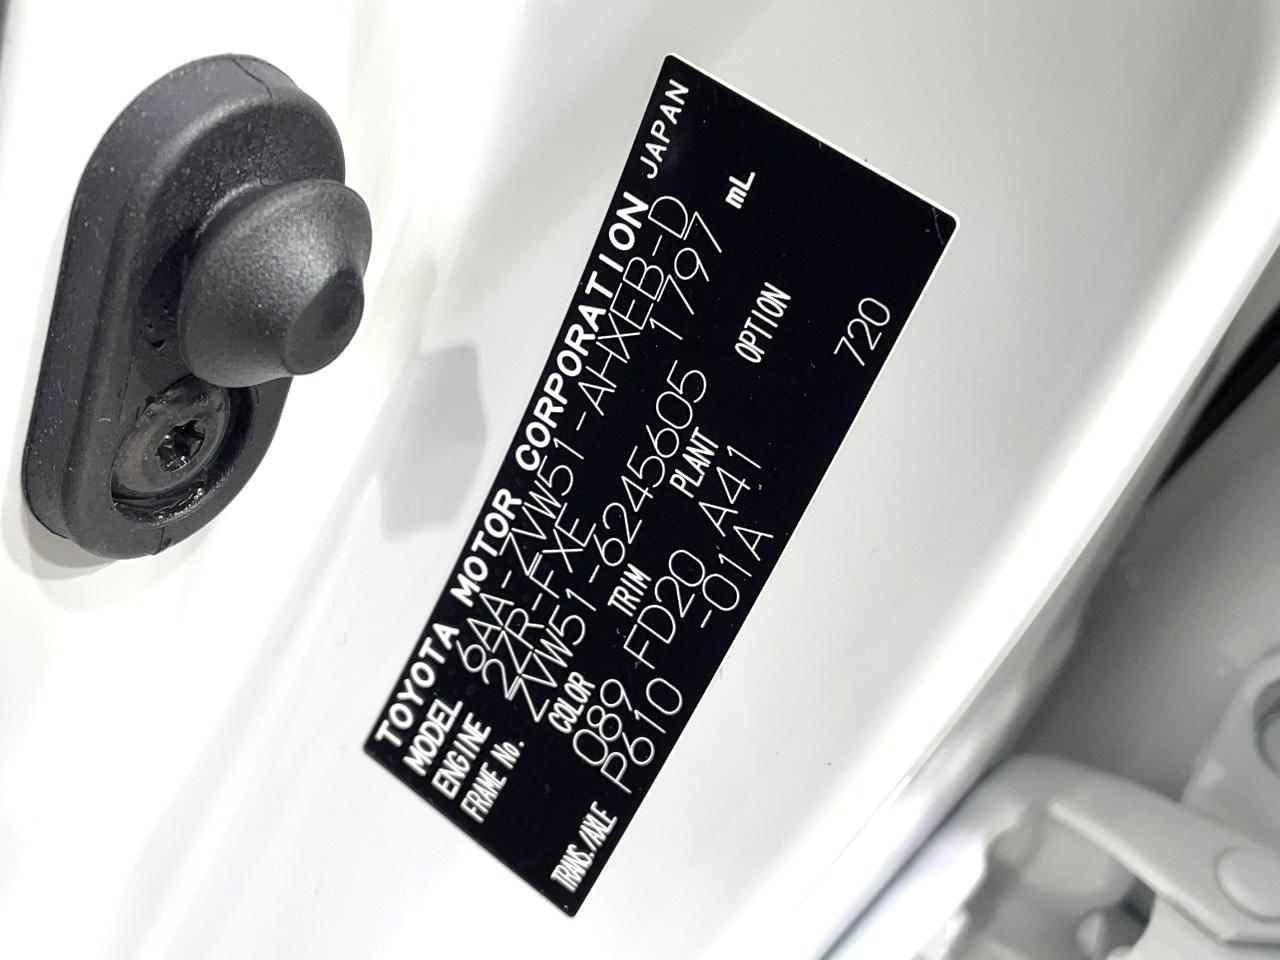 TOYOTA MOTOR CORPORATION JAPAN
MODEL 6AA-ZVW51-AHXEB-D
ENGINE 2ZR-FXE 1797 mL
FRAME No. ZVW51-6245605
COLOR TRIM PLANT OPTION
089 FD20 A41 720
TRANS./AXLE P610 -01A